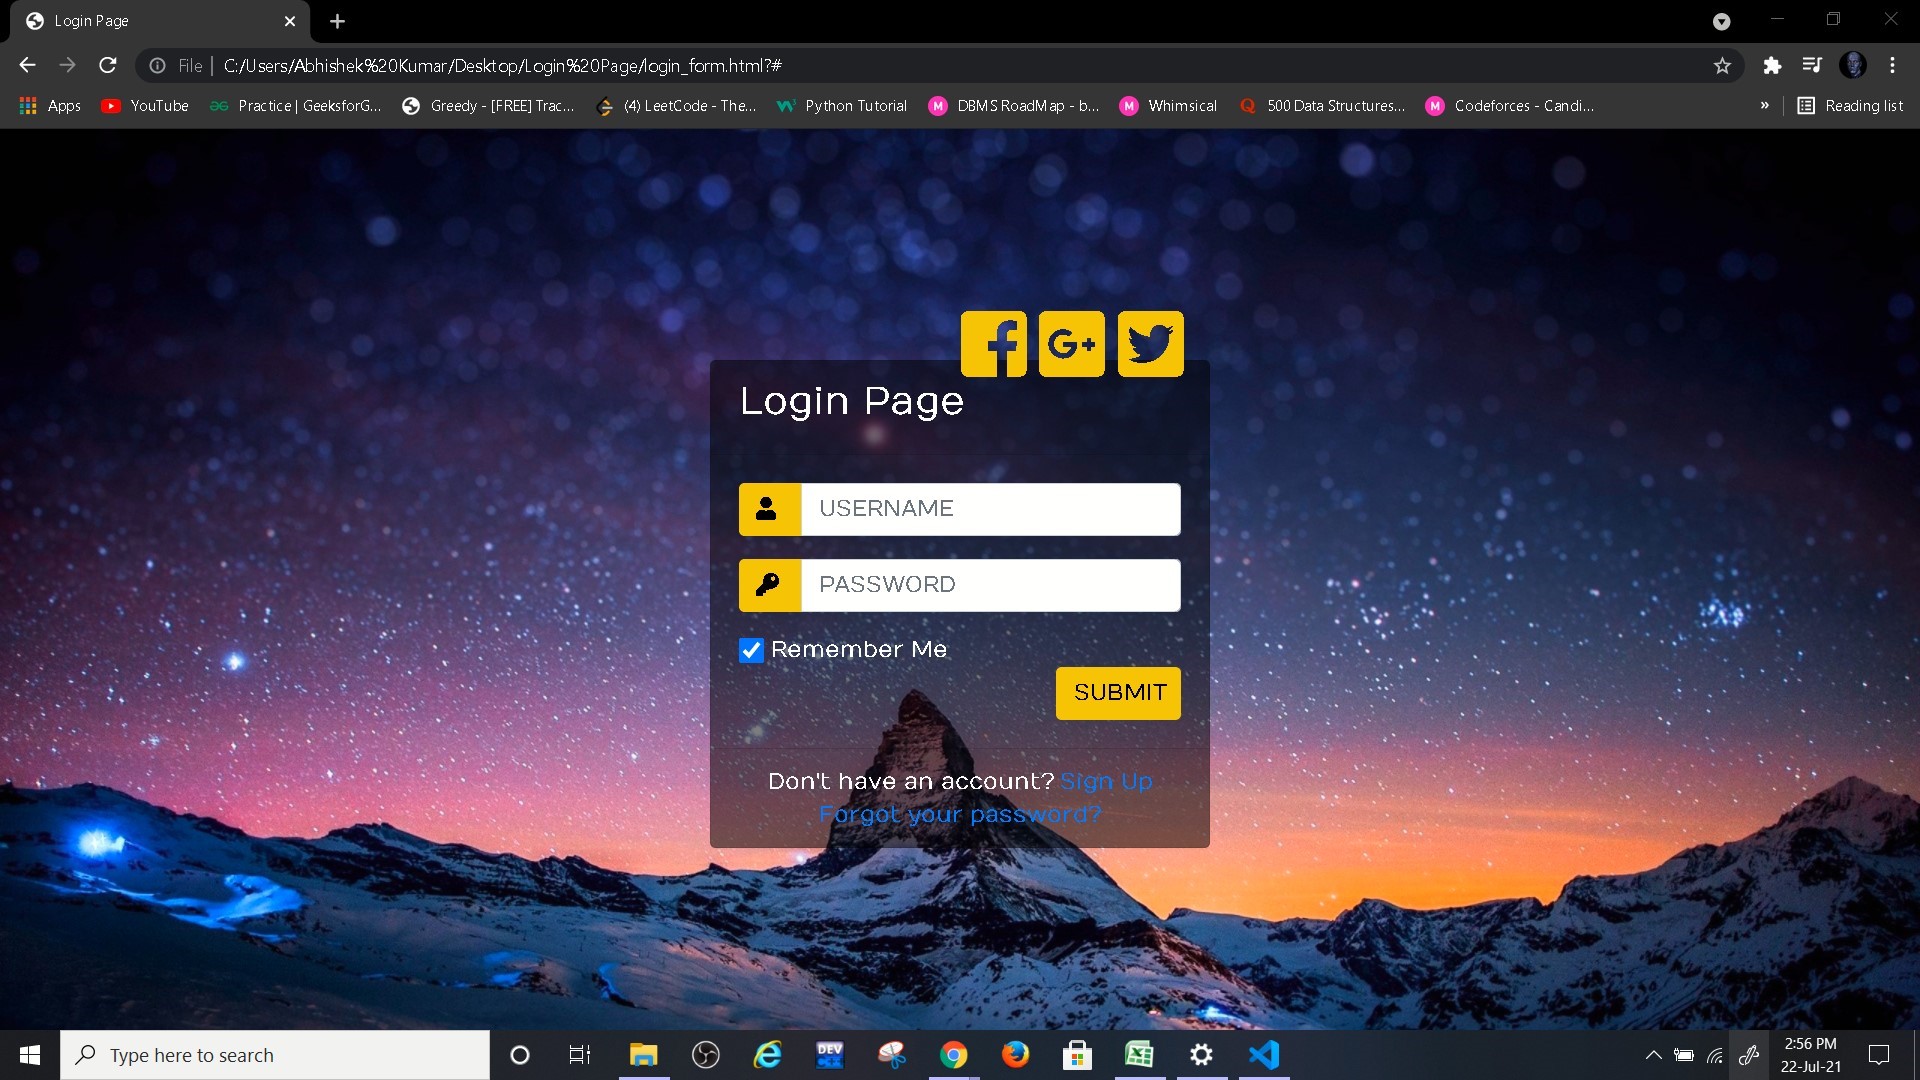 Login Page
File | C:/Users/Abhishek%20Kumar/Desktop/Login%20Page/login_form.html?#
Apps YouTube Practice | GeeksforG... Greedy - [FREE] Trac... (4) LeetCode - The... Python Tutorial DBMS RoadMap - b... Whimsical 500 Data Structures... Codeforces - Candi... » Reading list
Login Page
USERNAME
PASSWORD
Remember Me
SUBMIT
Don't have an account? Sign Up
Forgot your password?
Type here to search
DEV
2:56 PM
22-Jul-21